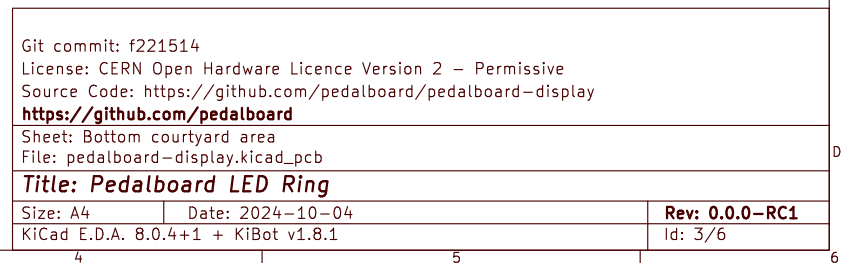 Git commit: f221514
License: CERN Open Hardware Licence Version 2 – Permissive
Source Code: https://github.com/pedalboard/pedalboard–display
https://github.com/pedalboard
Sheet: Bottom courtyard area
File: pedalboard–display.kicad_pcb
D
Title: Pedalboard LED Ring
Size: A4 Date: 2024–10–04 Rev: 0.0.0–RC1
KiCad E.D.A. 8.0.4+1 + KiBot v1.8.1 Id: 3/6
4 5 6